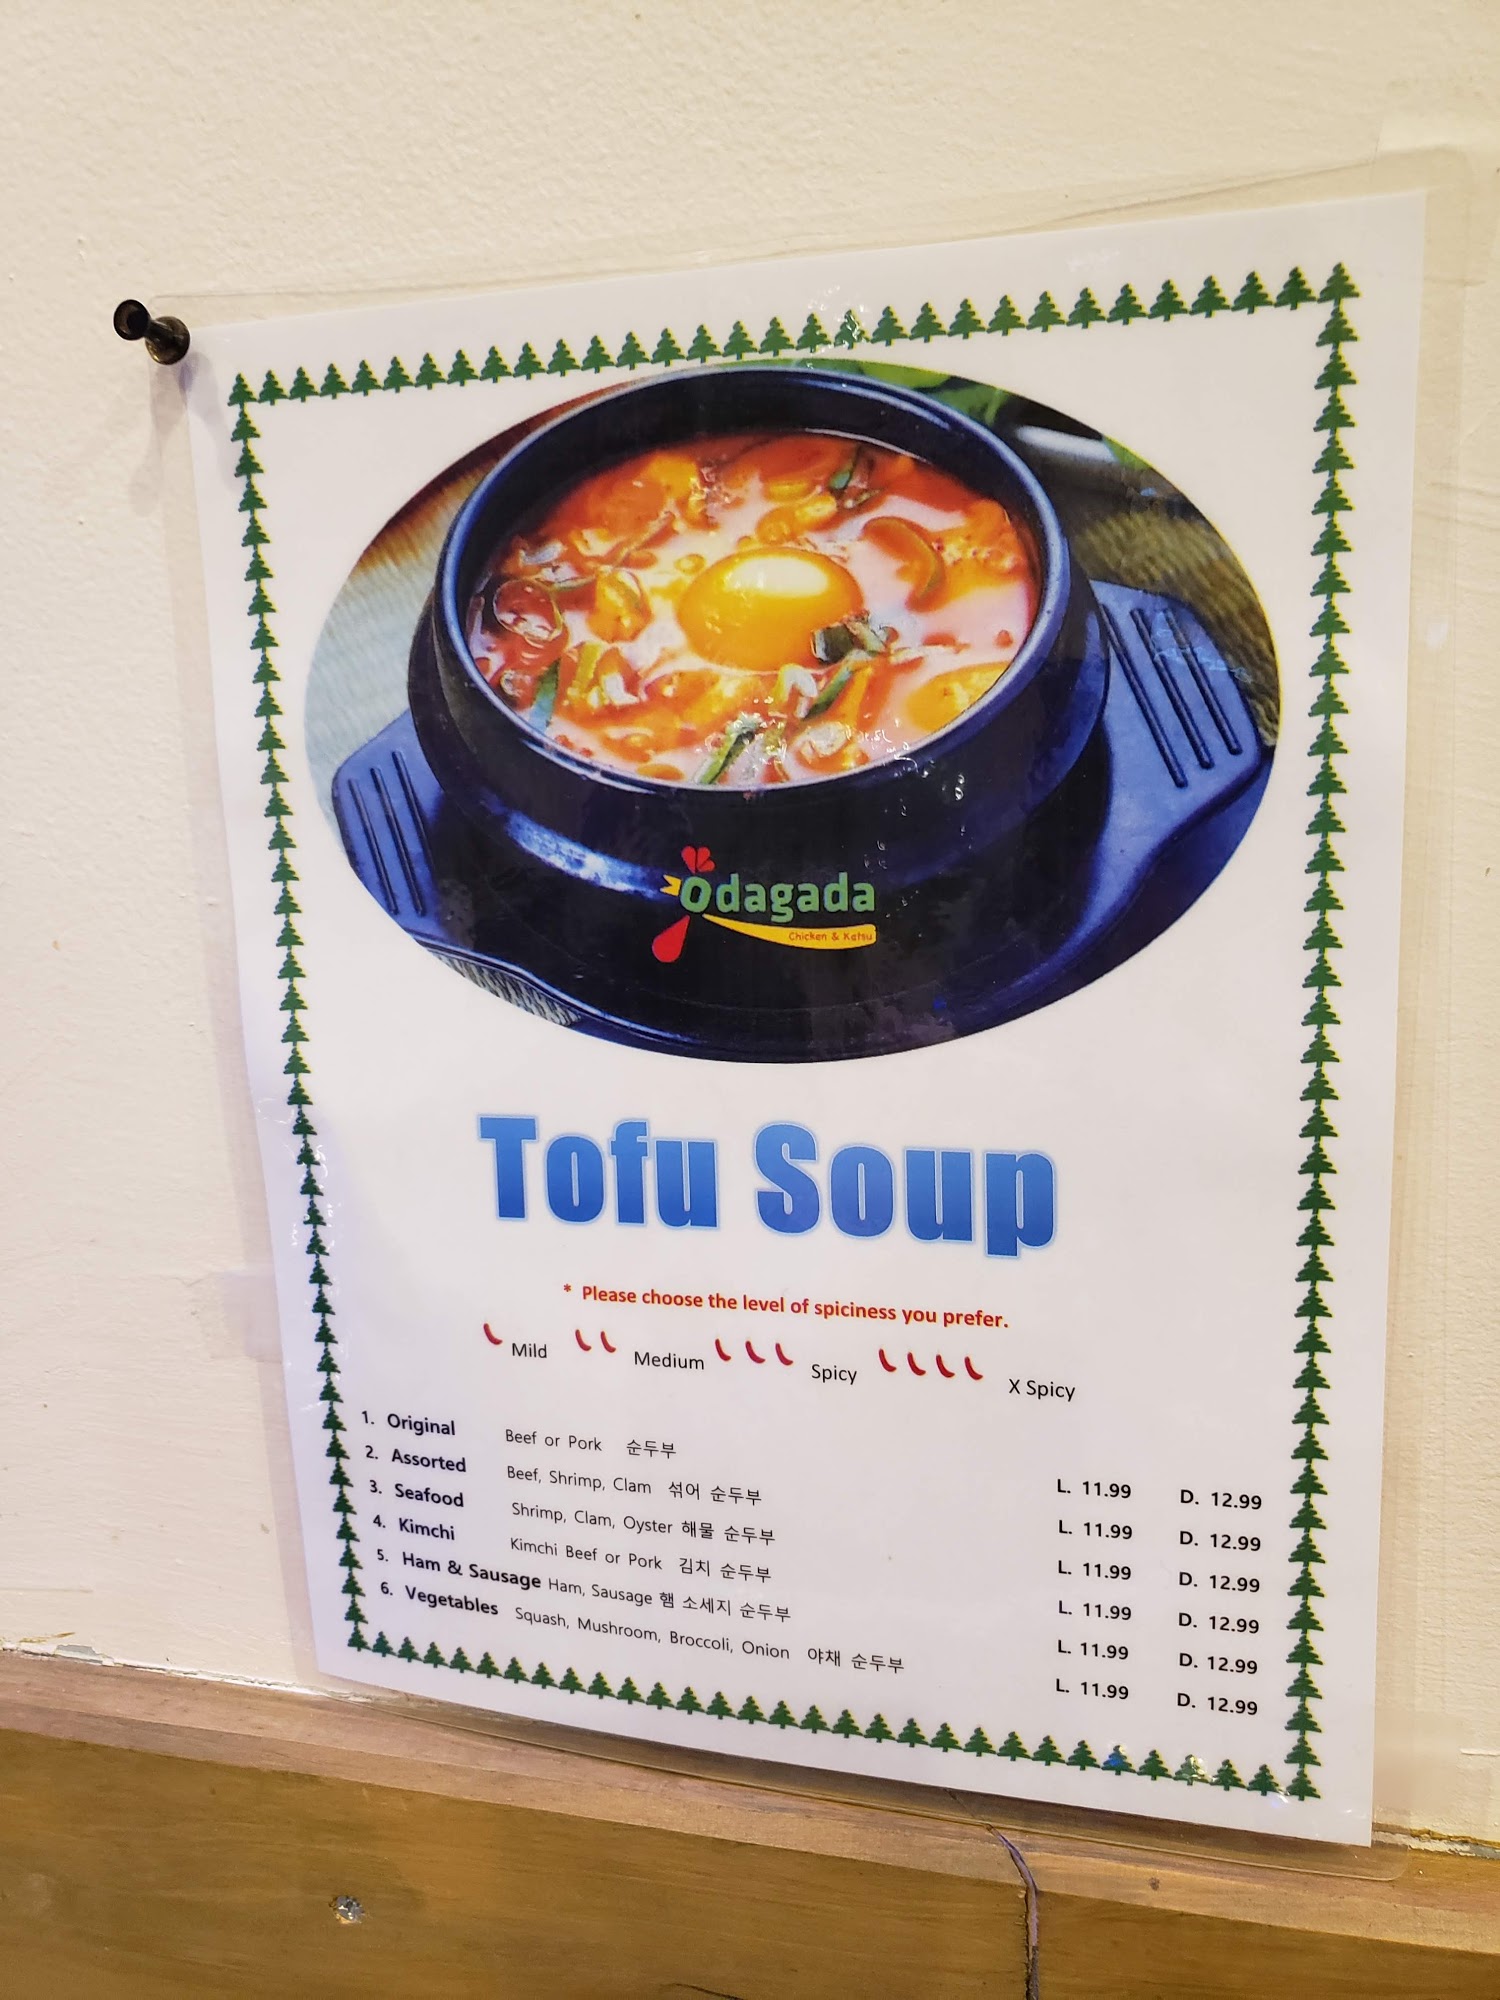 Odagada
Chicken & Katsu
Tofu Soup
* Please choose the level of spiciness you prefer.
Mild Medium Spicy X Spicy
1. Original Beef or Pork 순두부 L. 11.99 D. 12.99
2. Assorted Beef, Shrimp, Clam 섞어 순두부 L. 11.99 D. 12.99
3. Seafood Shrimp, Clam, Oyster 해물 순두부 L. 11.99 D. 12.99
4. Kimchi Kimchi Beef or Pork 김치 순두부 L. 11.99 D. 12.99
5. Ham & Sausage Ham, Sausage 햄 소세지 순두부 L. 11.99 D. 12.99
6. Vegetables Squash, Mushroom, Broccoli, Onion 야채 순두부 L. 11.99 D. 12.99